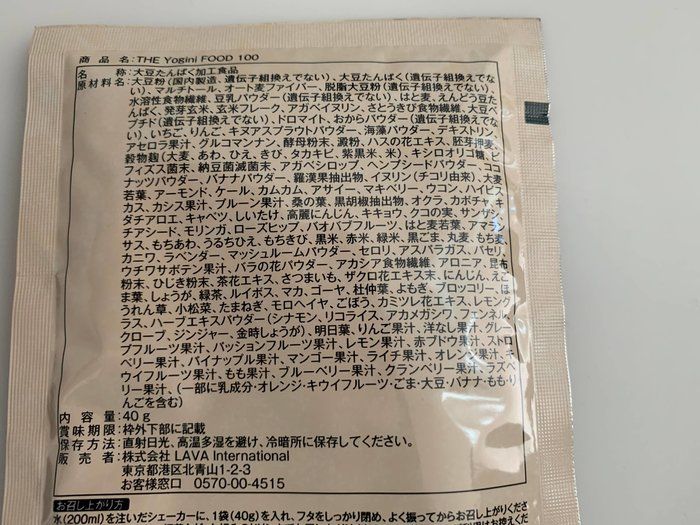 商品名:THE Yogini FOOD 100
名称:大豆たんぱく加工食品
原材料名:大豆粉(国内製造、遺伝子組換えでない)、大豆たんぱく(遺伝子組換えでな
い)、マルチトール、オート麦ファイバー、脱脂大豆粉(遺伝子組換えでない)、
水溶性食物繊維、豆乳パウダー(遺伝子組換えでない)、はと麦、えんどう豆た
んぱく、発芽玄米、玄米フレーク、アガベイヌリン、さとうきび食物繊維、大豆ペ
プチド(遺伝子組換えでない)、ドロマイト、おからパウダー(遺伝子組換えでな
い)、いちご、りんご、キヌアスプラウトパウダー、海藻パウダー、デキストリン、
アセロラ果汁、グルコマンナン、酵母粉末、澱粉、ハスの花エキス、胚芽押麦、
穀物麹(大麦、あわ、ひえ、きび、タカキビ、紫黒米、米)、キシロオリゴ糖、ビ
フィズス菌末、納豆菌滅菌末、アガベシロップ、ヘンプシードパウダー、ココ
ナッツパウダー、バナナパウダー、羅漢果抽出物、イヌリン(チコリ由来)、大麦
若葉、アーモンド、ケール、カムカム、アサイー、マキベリー、ウコン、ハイビス
カス、カシス果汁、プルーン果汁、桑の葉、黒胡椒抽出物、オクラ、カボチャ、キ
ダチアロエ、キャベツ、しいたけ、高麗にんじん、キキョウ、クコの実、サンザシ、
チアシード、モリンガ、ローズヒップ、バオバブフルーツ、はと麦若葉、アマラン
サス、もちあわ、うるちひえ、もちきび、黒米、赤米、緑米、黒ごま、丸麦、もち麦、
カニワ、ラベンダー、マッシュルームパウダー、セロリ、アスパラガス、パセリ、
ウチワサボテン果汁、バラの花パウダー、アカシア食物繊維、アロニア、昆布
粉末、ひじき粉末、茶花エキス、さつまいも、ザクロ花エキス末、にんじん、えご
ま葉、しょうが、緑茶、ルイボス、マカ、ゴーヤ、杜仲葉、よもぎ、ブロッコリー、ほ
うれん草、小松菜、たまねぎ、モロヘイヤ、ごぼう、カミツレ花エキス、レモング
ラス、ハーブエキスパウダー(シナモン、リコライス、アカメガシワ、フェンネル、
クローブ、ジンジャー、金時しょうが)、明日葉、りんご果汁、洋なし果汁、グレー
プフルーツ果汁、パッションフルーツ果汁、レモン果汁、赤ブドウ果汁、ストロ
ベリー果汁、パイナップル果汁、マンゴー果汁、ライチ果汁、オレンジ果汁、キ
ウイフルーツ果汁、もも果汁、ブルーベリー果汁、クランベリー果汁、ラズベ
リー果汁、(一部に乳成分・オレンジ・キウイフルーツ・ごま・大豆・バナナ・もも・り
んごを含む)
内容量:40g
賞味期限:枠外下部に記載
保存方法:直射日光、高温多湿を避け、冷暗所に保存してください。
販売者:株式会社 LAVA International
東京都港区北青山1-2-3
お客様窓口 0570-00-4515
お召し上がり方
水(200ml)を注いだシェーカーに、1袋(40g)を入れ、フタをしっかり閉め、よく振ってからお召し上がりくださ